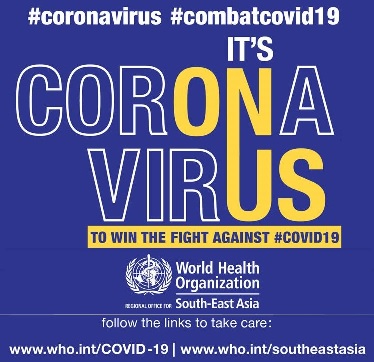 #coronavirus #combatcovid19
IT'S
CORONA
VIRUS
TO WIN THE FIGHT AGAINST #COVID19
World Health
Organization
REGIONAL OFFICE FOR South-East Asia
follow the links to take care:
www.who.int/COVID-19 | www.who.int/southeastasia